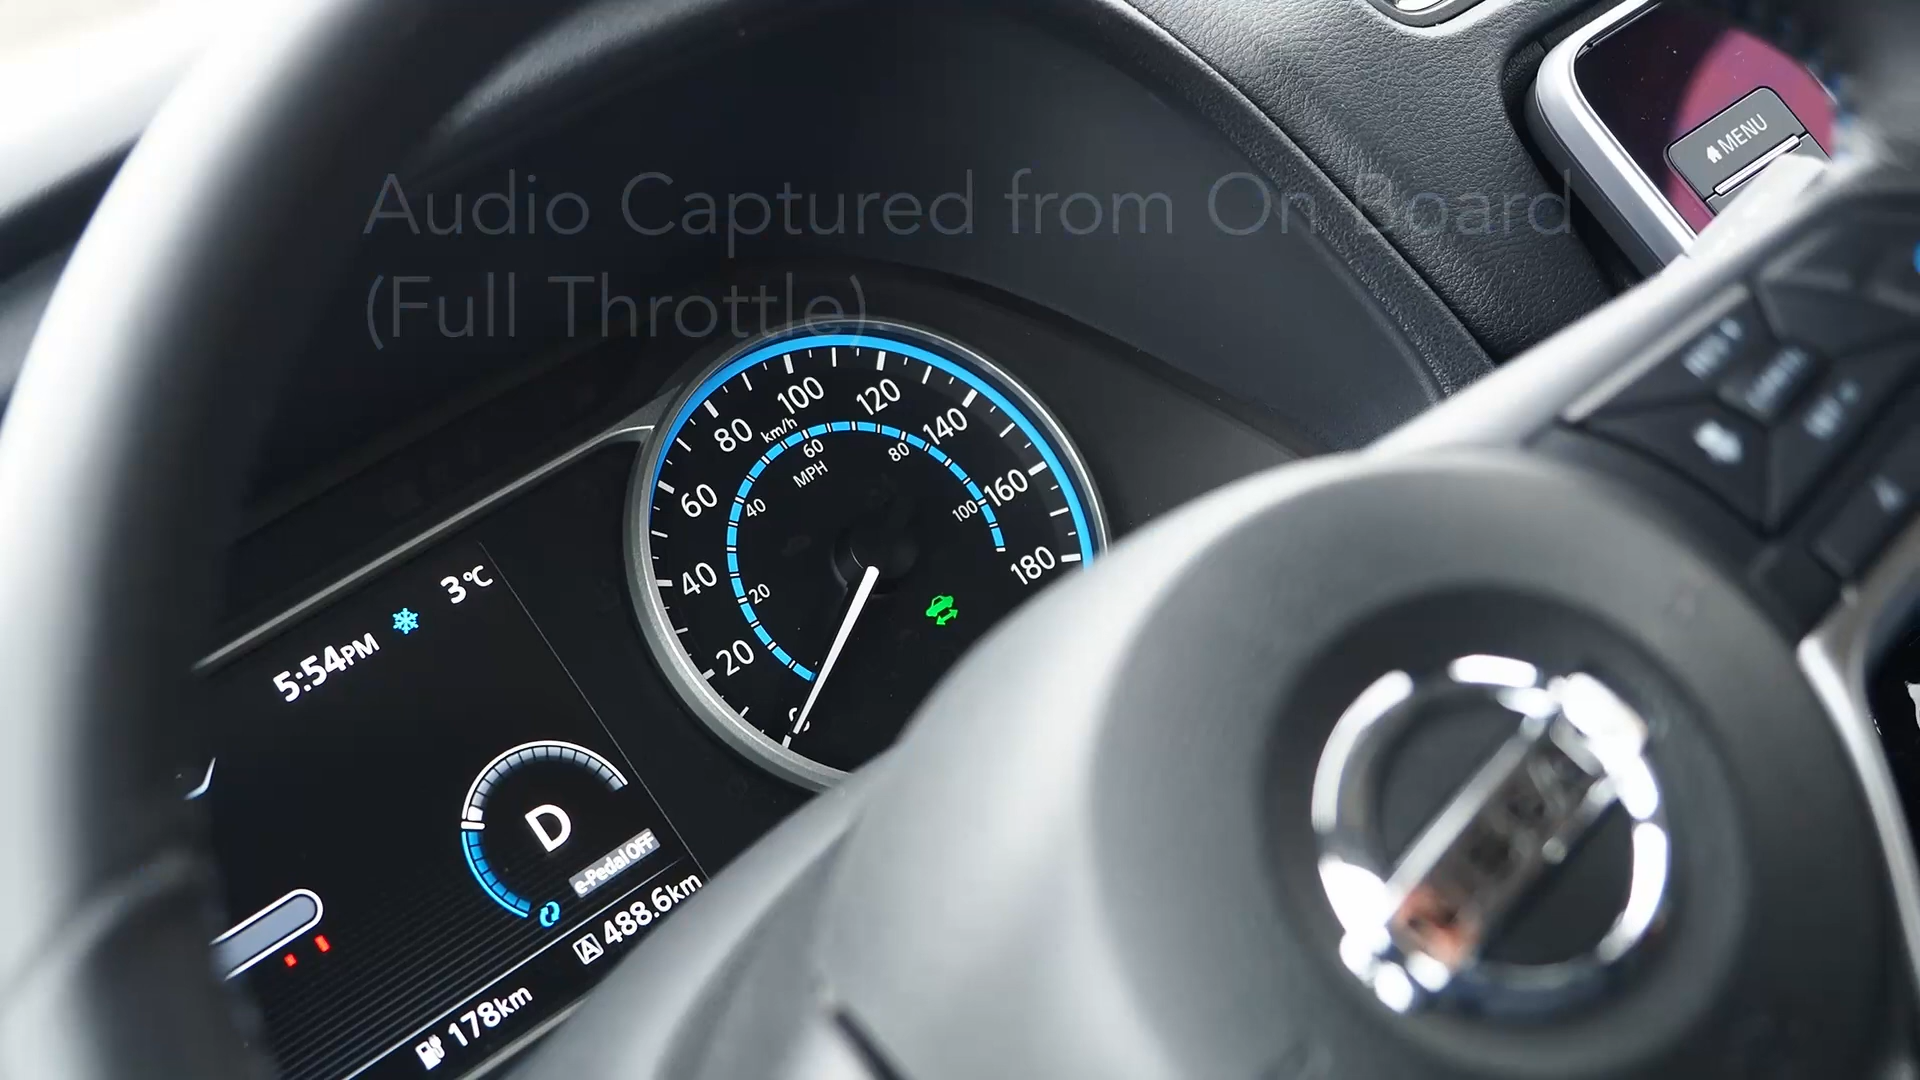 Audio Captured from On Board
(Full Throttle)
MENU
100
120
80
km/h
140
60
80
MPH
60
160
40
100
180
40
20
3°C
20
5:54PM
0
D
e-Pedal OFF
A 488.6km
178km